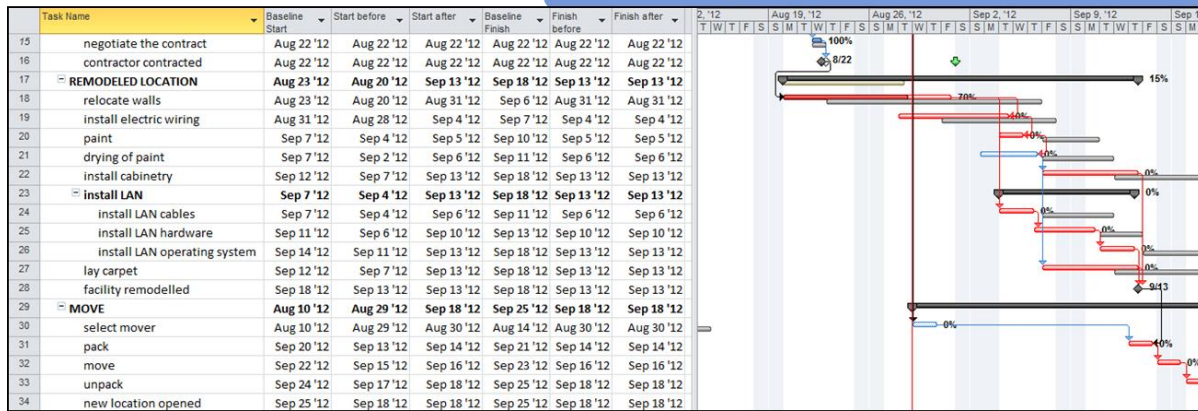 Task Name Baseline Start Start before Start after Baseline Finish Finish before Finish after 2, '12 Aug 19, '12 Aug 26, '12 Sep 2, '12 Sep 9, '12 Sep 1
T W T F S S M T W T F S S M T W T F S S M T W T F S S M T W T F S S M
15 negotiate the contract Aug 22 '12 Aug 22 '12 Aug 22 '12 Aug 22 '12 Aug 22 '12 Aug 22 '12 100%
16 contractor contracted Aug 22 '12 Aug 22 '12 Aug 22 '12 Aug 22 '12 Aug 22 '12 Aug 22 '12 8/22
17 REMODELED LOCATION Aug 23 '12 Aug 20 '12 Sep 13 '12 Sep 18 '12 Sep 13 '12 Sep 13 '12 15%
18 relocate walls Aug 23 '12 Aug 20 '12 Aug 31 '12 Sep 6 '12 Aug 31 '12 Aug 31 '12 70%
19 install electric wiring Aug 31 '12 Aug 28 '12 Sep 4 '12 Sep 7 '12 Sep 4 '12 Sep 4 '12 0%
20 paint Sep 7 '12 Sep 4 '12 Sep 5 '12 Sep 10 '12 Sep 5 '12 Sep 5 '12 0%
21 drying of paint Sep 7 '12 Sep 2 '12 Sep 6 '12 Sep 11 '12 Sep 6 '12 Sep 6 '12 0%
22 install cabinetry Sep 12 '12 Sep 7 '12 Sep 13 '12 Sep 18 '12 Sep 13 '12 Sep 13 '12 0%
23 install LAN Sep 7 '12 Sep 4 '12 Sep 13 '12 Sep 18 '12 Sep 13 '12 Sep 13 '12 0%
24 install LAN cables Sep 7 '12 Sep 4 '12 Sep 6 '12 Sep 11 '12 Sep 6 '12 Sep 6 '12 0%
25 install LAN hardware Sep 11 '12 Sep 6 '12 Sep 10 '12 Sep 13 '12 Sep 10 '12 Sep 10 '12 0%
26 install LAN operating system Sep 14 '12 Sep 11 '12 Sep 13 '12 Sep 18 '12 Sep 13 '12 Sep 13 '12 0%
27 lay carpet Sep 12 '12 Sep 7 '12 Sep 13 '12 Sep 18 '12 Sep 13 '12 Sep 13 '12 0%
28 facility remodelled Sep 18 '12 Sep 13 '12 Sep 13 '12 Sep 18 '12 Sep 13 '12 Sep 13 '12 9/13
29 MOVE Aug 10 '12 Aug 29 '12 Sep 18 '12 Sep 25 '12 Sep 18 '12 Sep 18 '12
30 select mover Aug 10 '12 Aug 29 '12 Aug 30 '12 Aug 14 '12 Aug 30 '12 Aug 30 '12 0%
31 pack Sep 20 '12 Sep 13 '12 Sep 14 '12 Sep 21 '12 Sep 14 '12 Sep 14 '12 0%
32 move Sep 22 '12 Sep 15 '12 Sep 16 '12 Sep 23 '12 Sep 16 '12 Sep 16 '12 0%
33 unpack Sep 24 '12 Sep 17 '12 Sep 18 '12 Sep 25 '12 Sep 18 '12 Sep 18 '12
34 new location opened Sep 25 '12 Sep 18 '12 Sep 18 '12 Sep 25 '12 Sep 18 '12 Sep 18 '12